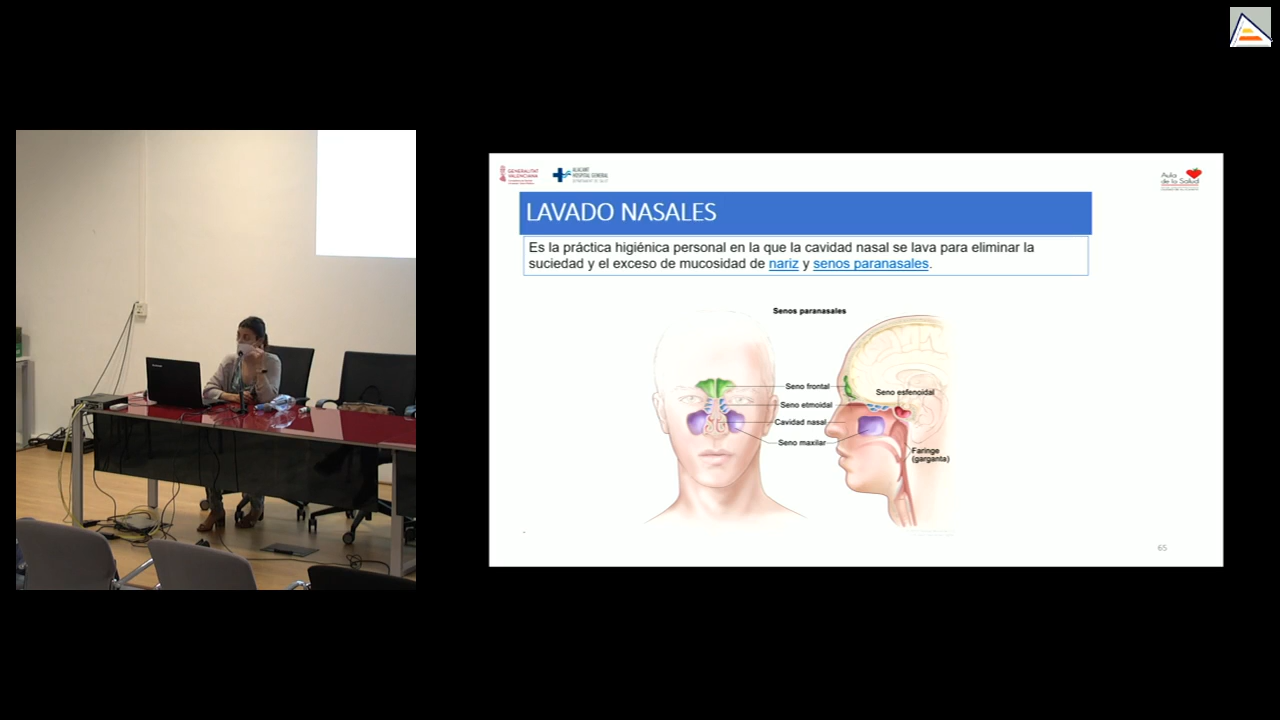 GENERALITAT
VALENCIANA
ALACANT
HOSPITAL GENERAL
Aula
de la Salud
LAVADO NASALES
Es la práctica higiénica personal en la que la cavidad nasal se lava para eliminar la
suciedad y el exceso de mucosidad de nariz y senos paranasales.
Senos paranasales
Seno frontal
Seno esfenoidal
Seno etmoidal
Cavidad nasal
Seno maxilar
Faringe
(garganta)
65